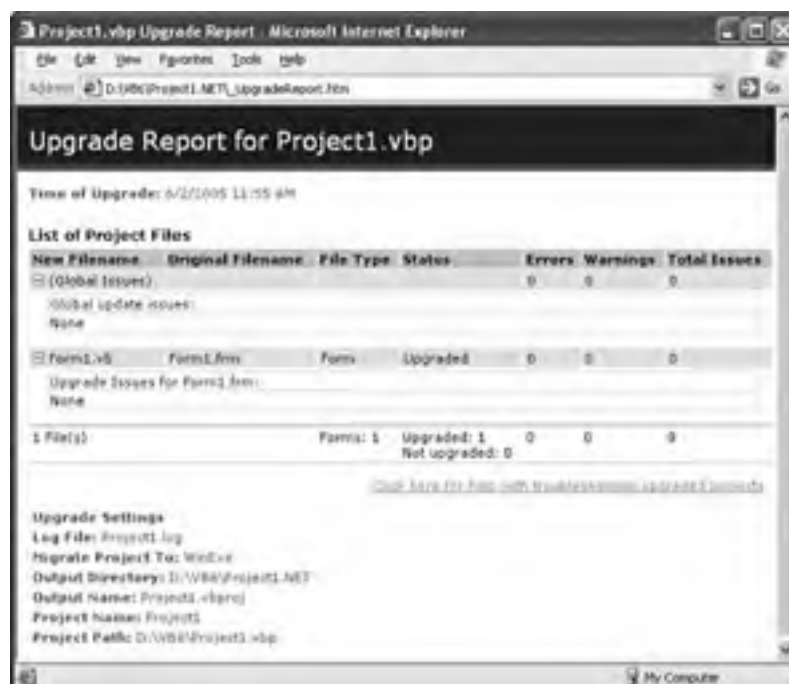 Project1.vbp Upgrade Report - Microsoft Internet Explorer
File Edit View Favorites Tools Help
Address D:\VB6\Project1.NET\_UpgradeReport.htm Go
Upgrade Report for Project1.vbp
Time of Upgrade: 6/2/2005 11:55 AM
List of Project Files
New Filename Original Filename File Type Status Errors Warnings Total Issues
(Global Issues) 0 0 0
Global update issues:
None
Form1.vb Form1.frm Form Upgraded 0 0 0
Upgrade Issues for Form1.frm:
None
1 File(s) Forms: 1 Upgraded: 1 0 0 0
Not upgraded: 0
Click here for help with troubleshooting upgraded projects
Upgrade Settings
Log File: Project1.log
Migrate Project To: WinExe
Output Directory: D:\VB6\Project1.NET
Output Name: Project1.vbproj
Project Name: Project1
Project Path: D:\VB6\Project1.vbp
My Computer